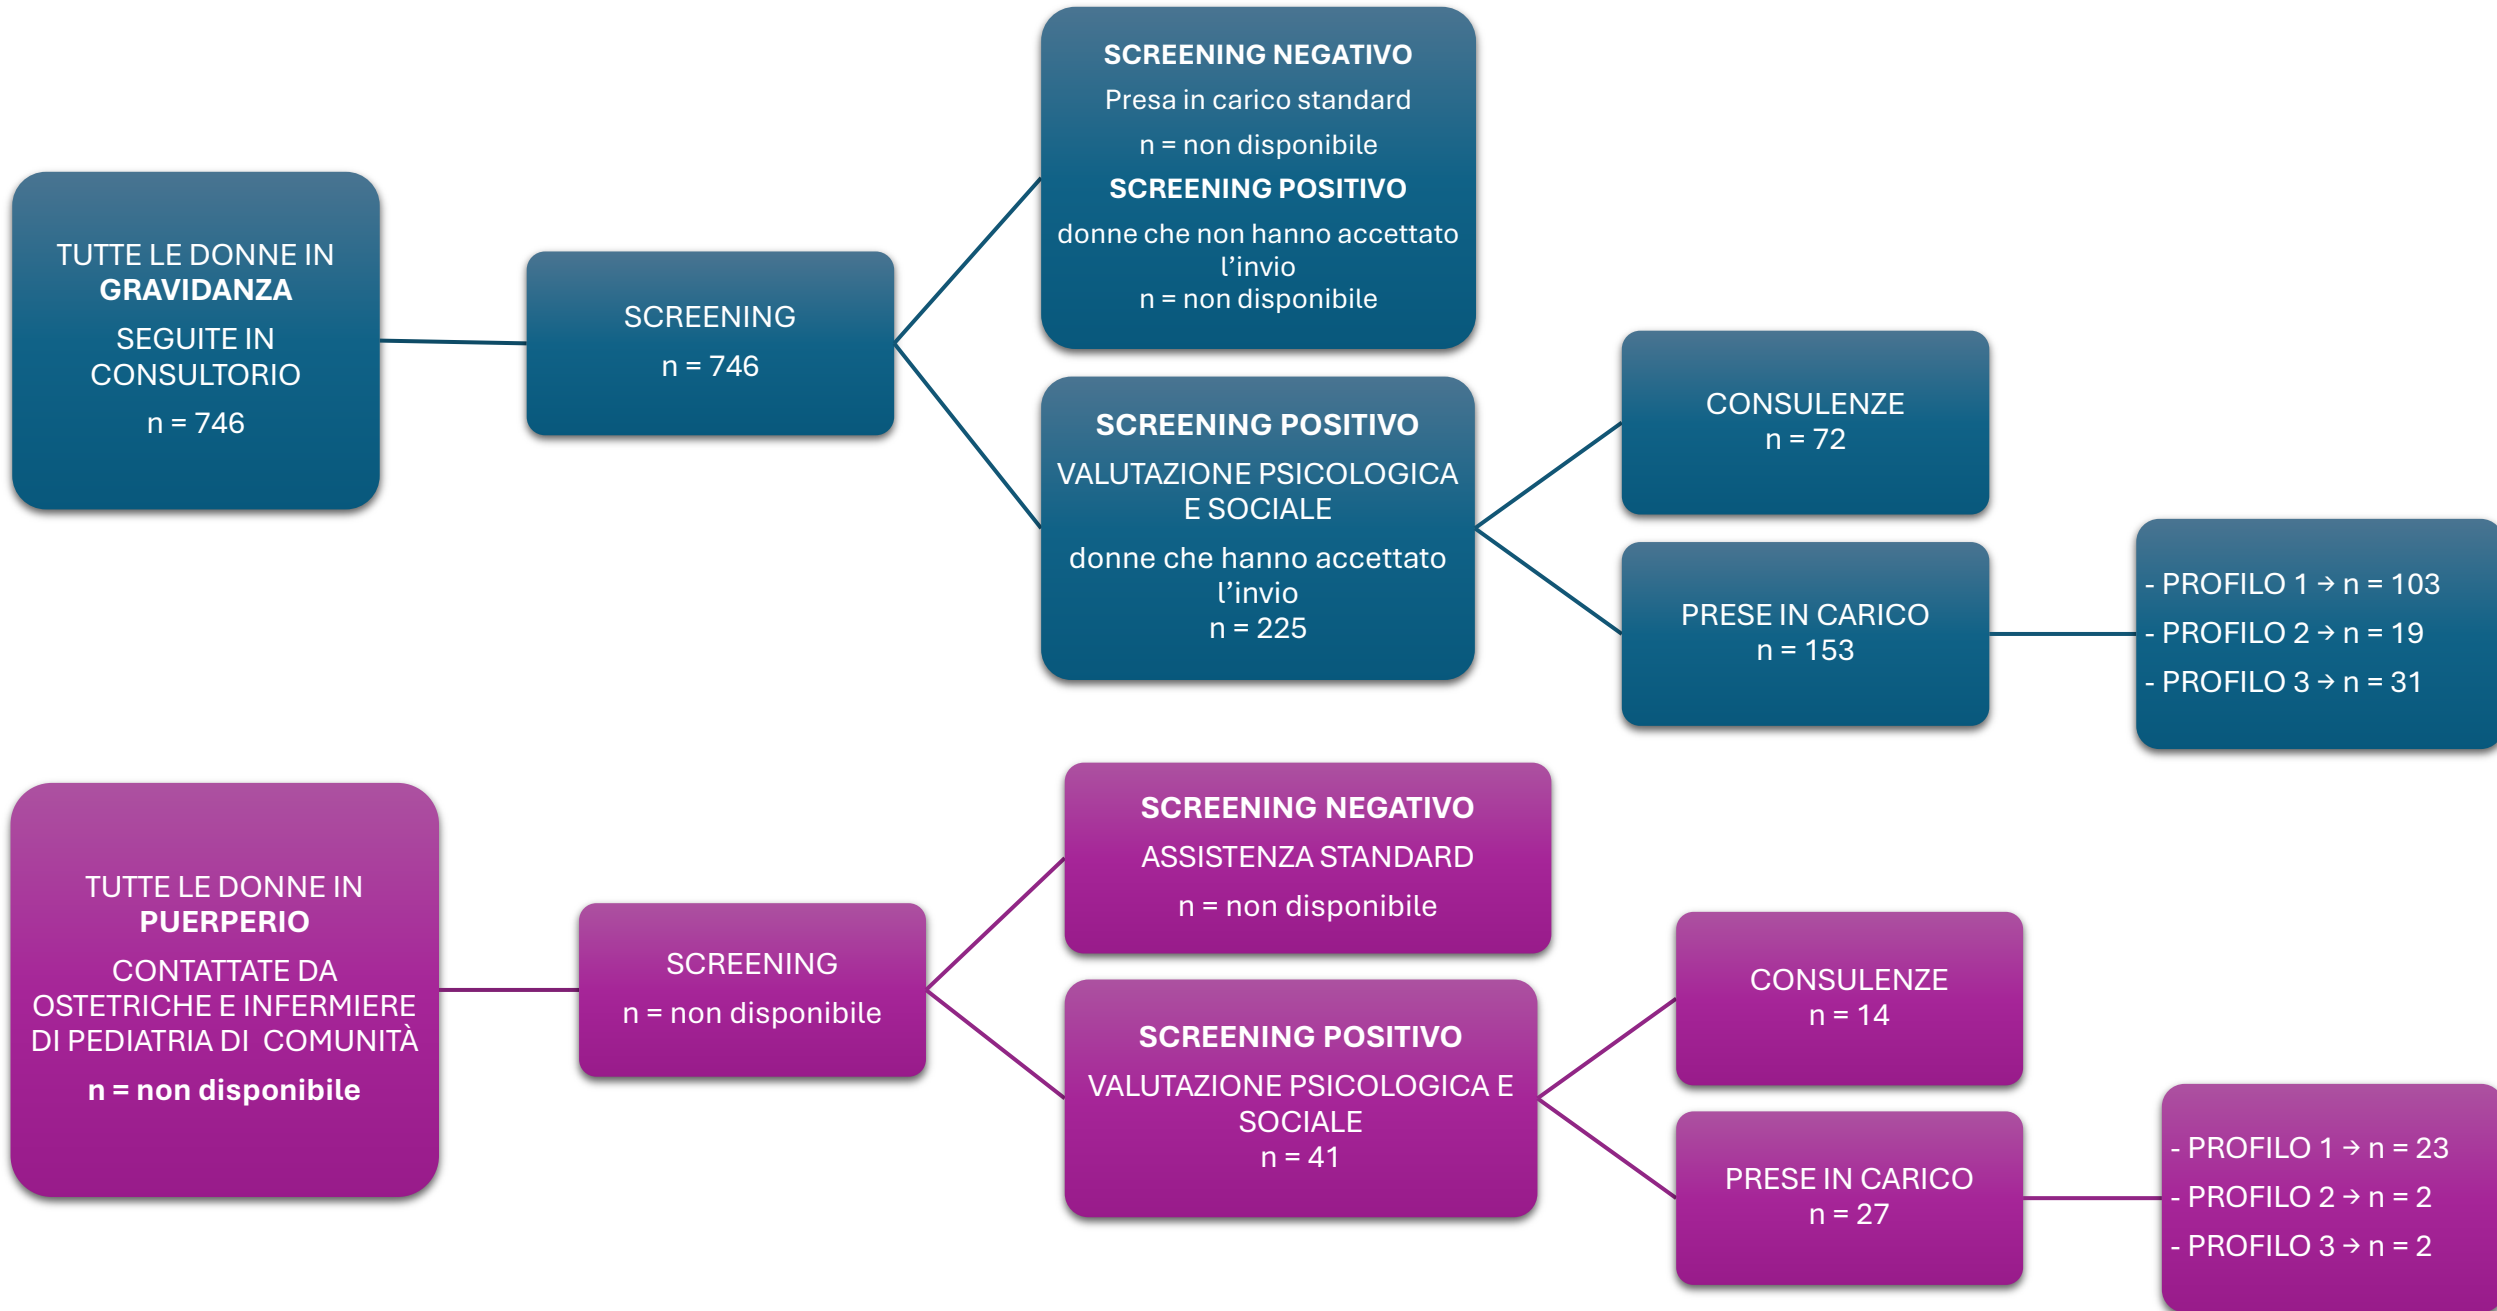 TUTTE LE DONNE IN
GRAVIDANZA
SEGUITE IN
CONSULTORIO
n = 746
SCREENING
n = 746
SCREENING NEGATIVO
Presa in carico standard
n = non disponibile
SCREENING POSITIVO
donne che non hanno accettato
l’invio
n = non disponibile
SCREENING POSITIVO
VALUTAZIONE PSICOLOGICA
E SOCIALE
donne che hanno accettato
l’invio
n = 225
CONSULENZE
n = 72
PRESE IN CARICO
n = 153
- PROFILO 1 → n = 103
- PROFILO 2 → n = 19
- PROFILO 3 → n = 31
TUTTE LE DONNE IN
PUERPERIO
CONTATTATE DA
OSTETRICHE E INFERMIERE
DI PEDIATRIA DI COMUNITÀ
n = non disponibile
SCREENING
n = non disponibile
SCREENING NEGATIVO
ASSISTENZA STANDARD
n = non disponibile
SCREENING POSITIVO
VALUTAZIONE PSICOLOGICA E
SOCIALE
n = 41
CONSULENZE
n = 14
PRESE IN CARICO
n = 27
- PROFILO 1 → n = 23
- PROFILO 2 → n = 2
- PROFILO 3 → n = 2